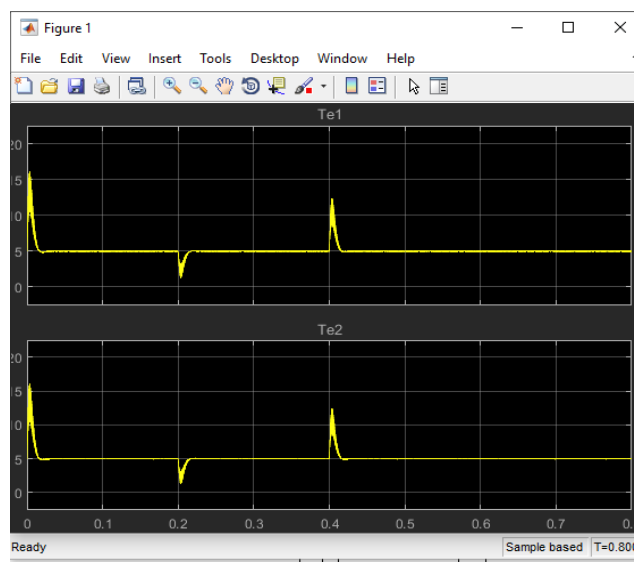 Figure 1
File Edit View Insert Tools Desktop Window Help
Te1
20
15
10
5
0
Te2
20
15
10
5
0
0 0.1 0.2 0.3 0.4 0.5 0.6 0.7 0.
Ready Sample based T=0.800